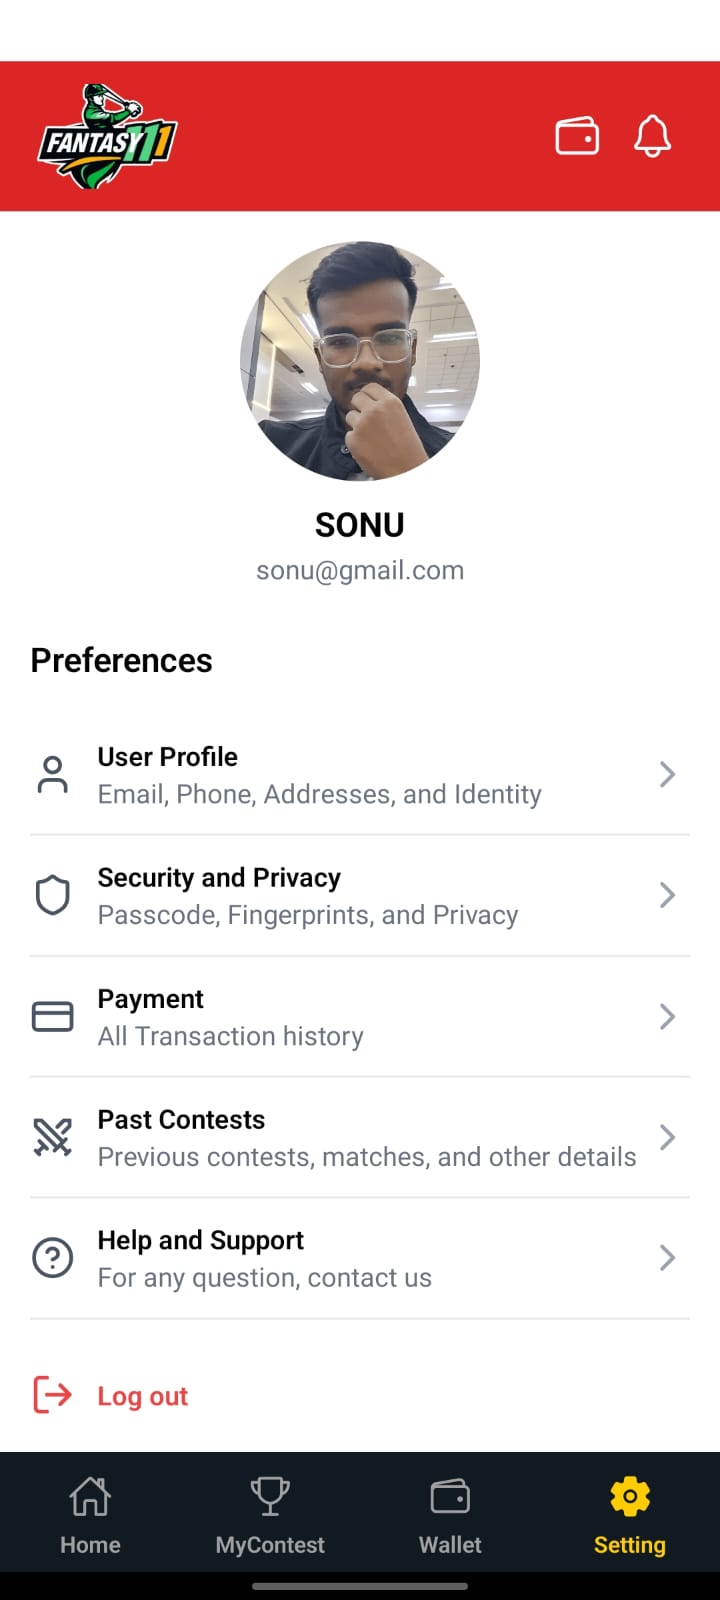 FANTASY 11
SONU
sonu@gmail.com
Preferences
User Profile
Email, Phone, Addresses, and Identity
Security and Privacy
Passcode, Fingerprints, and Privacy
Payment
All Transaction history
Past Contests
Previous contests, matches, and other details
Help and Support
For any question, contact us
Log out
Home
MyContest
Wallet
Setting